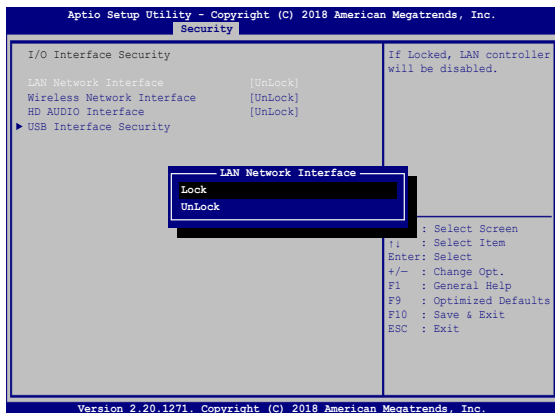 Aptio Setup Utility - Copyright (C) 2018 American Megatrends, Inc.
Security
I/O Interface Security
LAN Network Interface [UnLock]
Wireless Network Interface [UnLock]
HD AUDIO Interface [UnLock]
USB Interface Security
If Locked, LAN controller
will be disabled.
LAN Network Interface
Lock
UnLock
: Select Screen
↑↓ : Select Item
Enter: Select
+/— : Change Opt.
F1 : General Help
F9 : Optimized Defaults
F10 : Save & Exit
ESC : Exit
Version 2.20.1271. Copyright (C) 2018 American Megatrends, Inc.